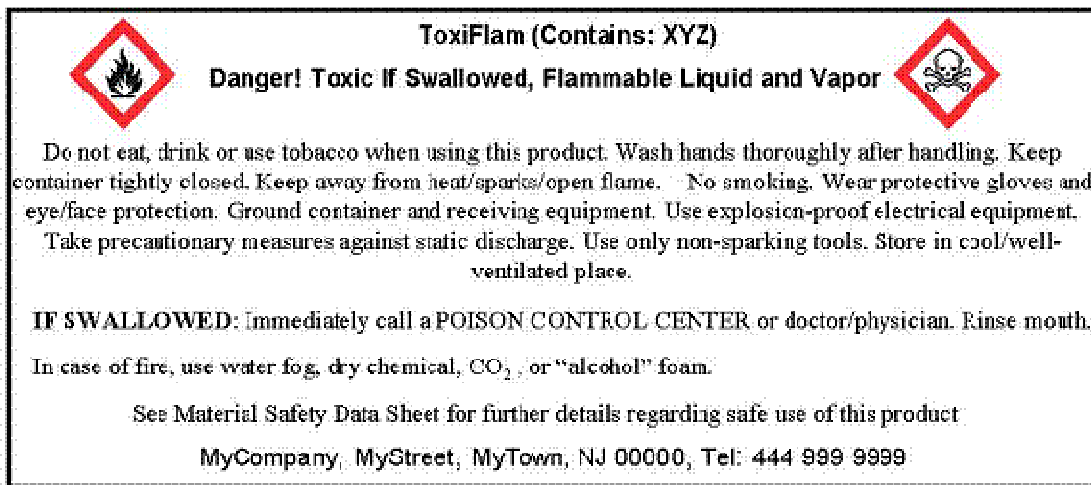 ToxiFlam (Contains: XYZ)
Danger! Toxic If Swallowed, Flammable Liquid and Vapor
Do not eat, drink or use tobacco when using this product. Wash hands thoroughly after handling. Keep
container tightly closed. Keep away from heat/sparks/open flame. No smoking. Wear protective gloves and
eye/face protection. Ground container and receiving equipment. Use explosion-proof electrical equipment.
Take precautionary measures against static discharge. Use only non-sparking tools. Store in cool/well-
ventilated place.
IF SWALLOWED: Immediately call a POISON CONTROL CENTER or doctor/physician. Rinse mouth.
In case of fire, use water fog, dry chemical, CO₂, or “alcohol” foam.
See Material Safety Data Sheet for further details regarding safe use of this product
MyCompany, MyStreet, MyTown, NJ 00000, Tel: 444 999 9999